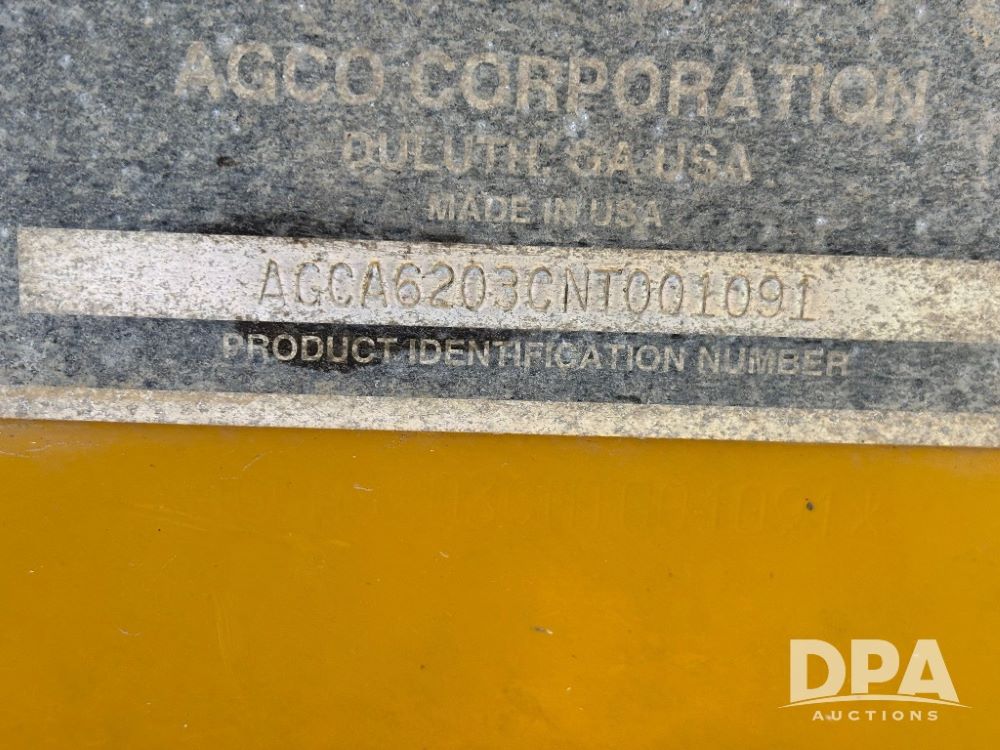 AGCO CORPORATION
DULUTH, GA USA
MADE IN USA
AGCA6203CNT001091
PRODUCT IDENTIFICATION NUMBER
DPA
AUCTIONS